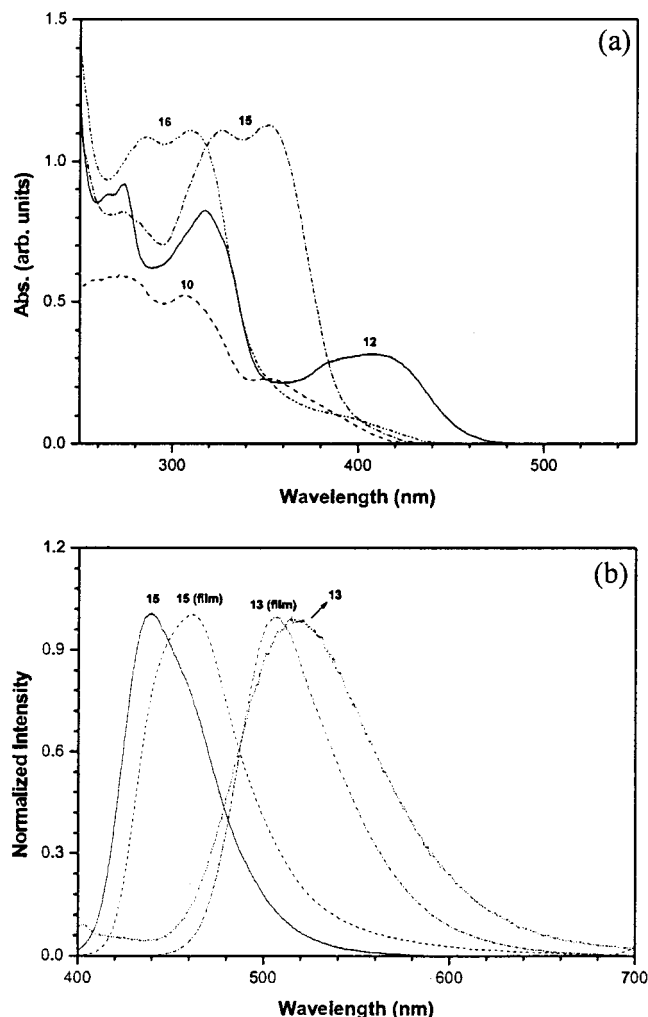 (a)
1.5
1.0
0.5
0.0
Abs. (arb. units)
16
15
10
12
300
400
500
Wavelength (nm)
(b)
1.2
0.9
0.6
0.3
0.0
Normalized Intensity
15
15 (film)
13 (film)
13
400
500
600
700
Wavelength (nm)